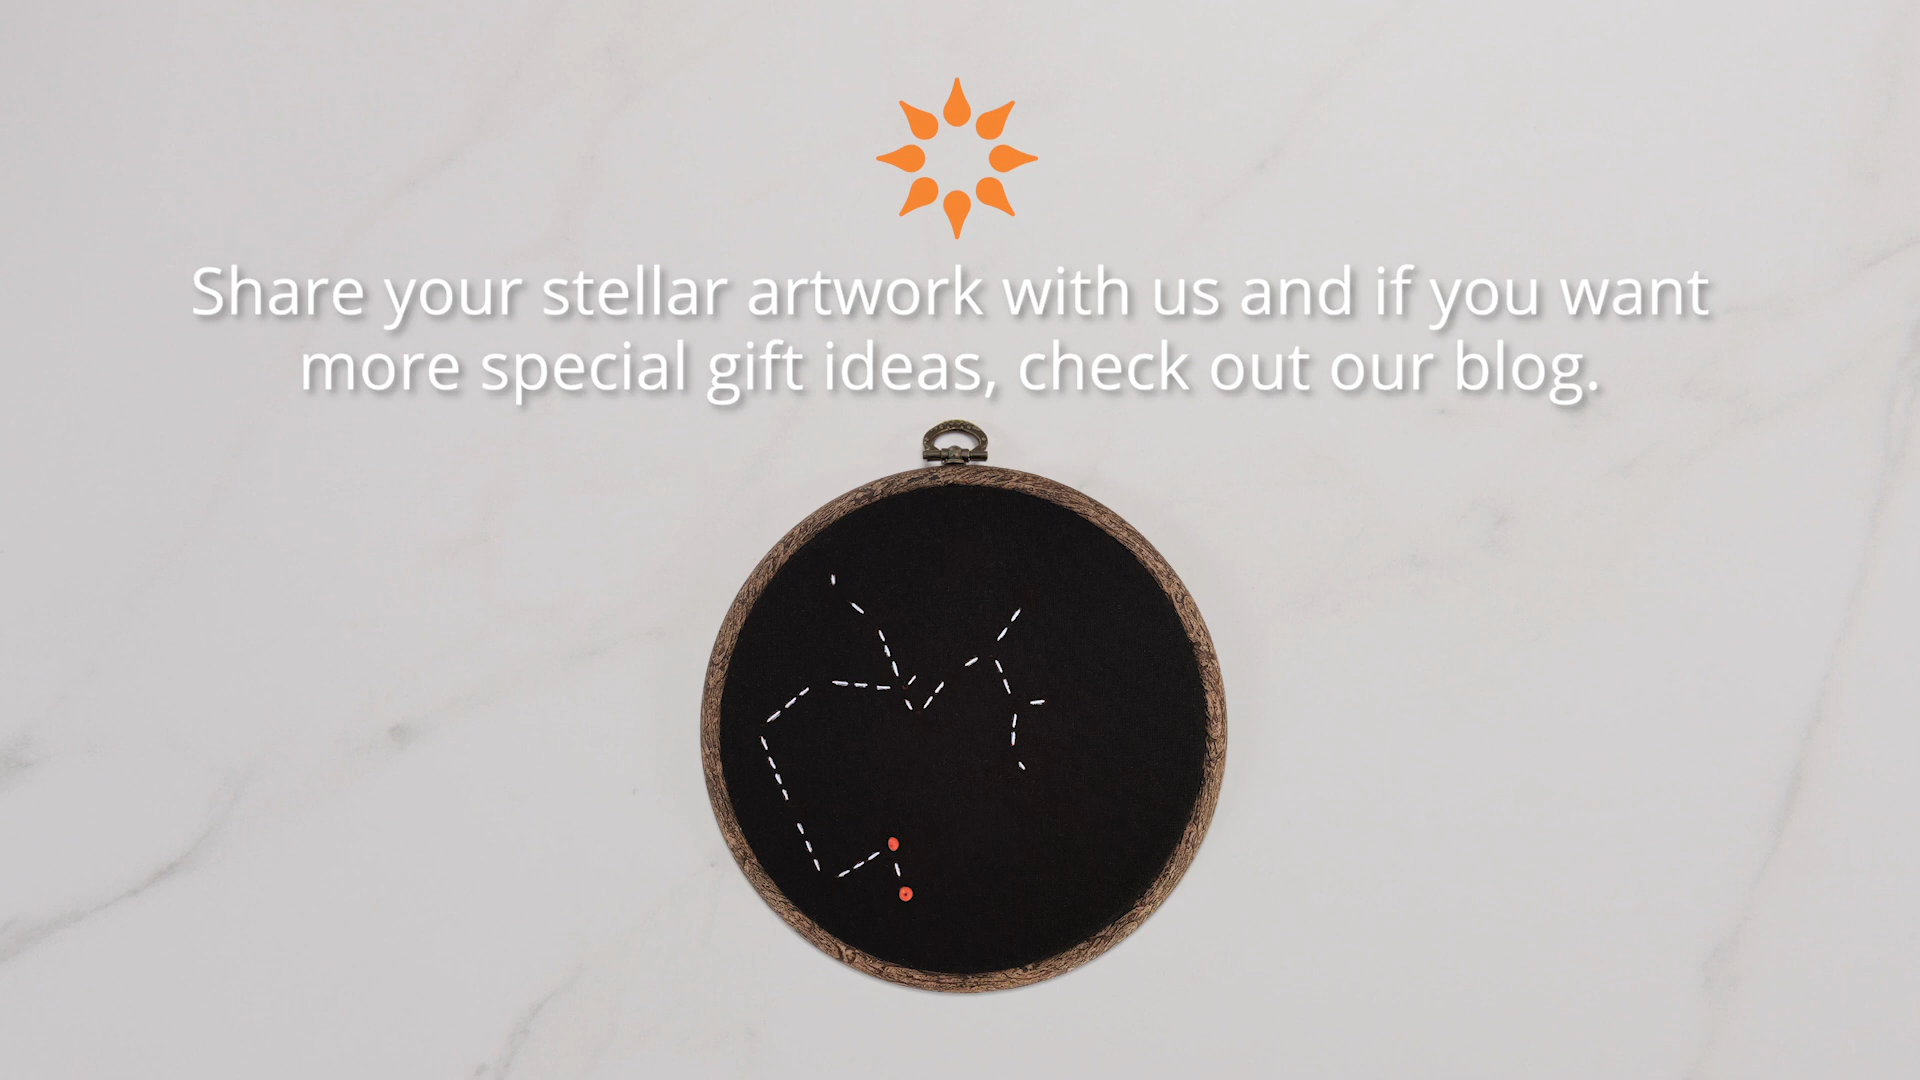 Share your stellar artwork with us and if you want
more special gift ideas, check out our blog.